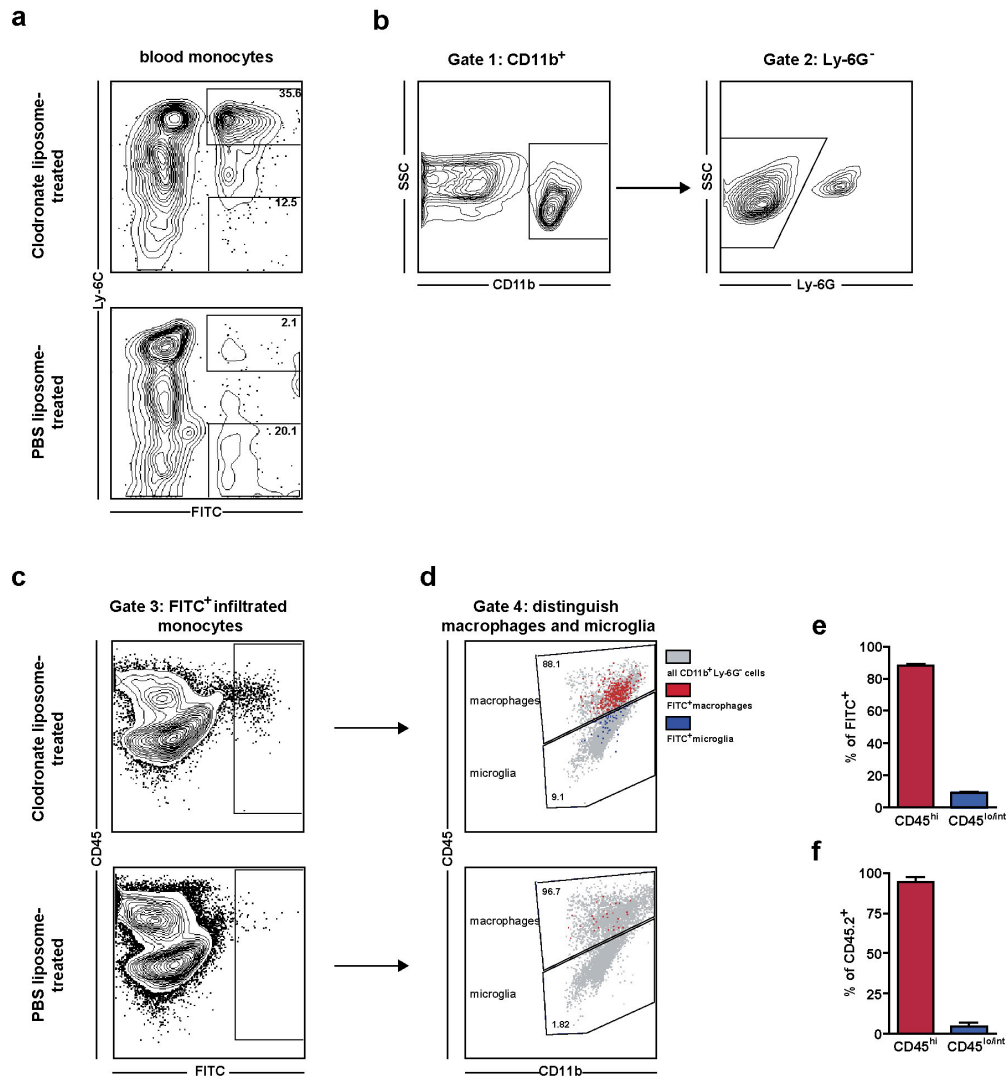 a
blood monocytes
Clodronate liposome-
treated
35.6
12.5
Ly-6C
PBS liposome-
treated
2.1
20.1
FITC
b
Gate 1: CD11b+
SSC
CD11b
Gate 2: Ly-6G-
SSC
Ly-6G
c
Gate 3: FITC+ infiltrated
monocytes
Clodronate liposome-
treated
CD45
PBS liposome-
treated
FITC
d
Gate 4: distinguish
macrophages and microglia
88.1
macrophages
microglia
9.1
all CD11b+ Ly-6G- cells
FITC+ macrophages
FITC+ microglia
CD45
96.7
macrophages
microglia
1.82
CD11b
e
% of FITC+
100
80
60
40
20
0
CD45hi
CD45lo/int
f
% of CD45.2+
100
75
50
25
0
CD45hi
CD45lo/int